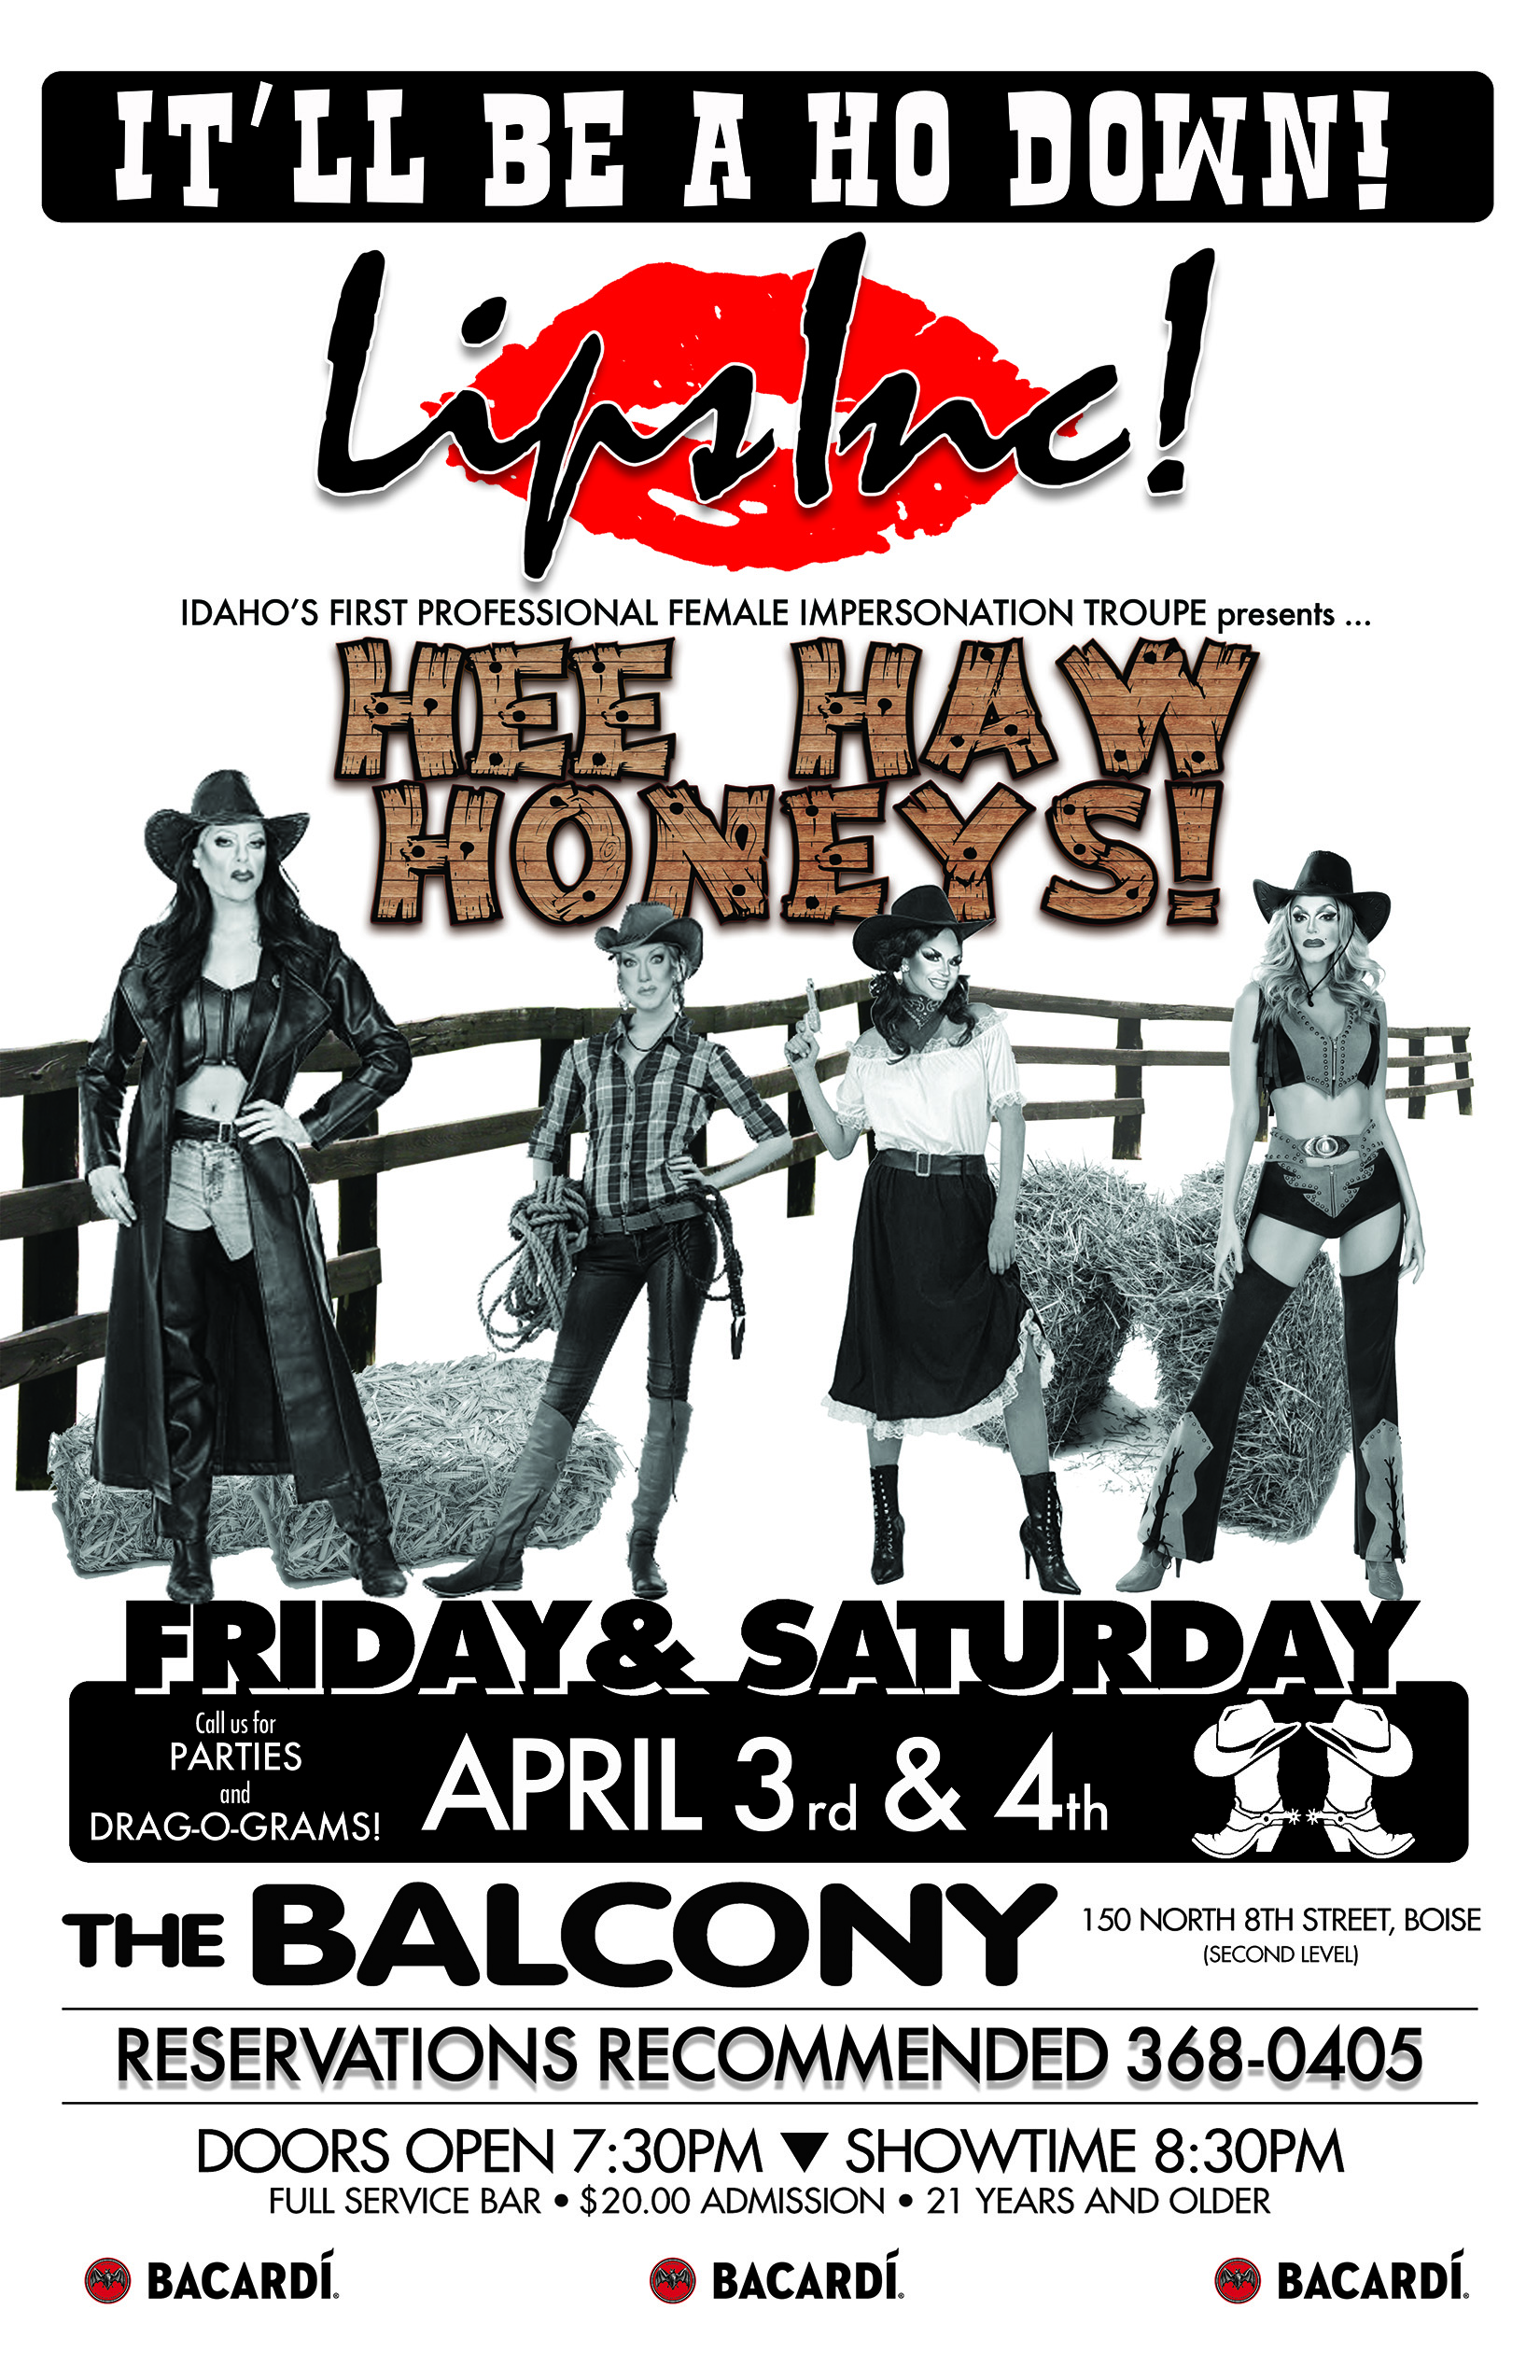 IT'LL BE A HO DOWN!
LipsInc!
IDAHO'S FIRST PROFESSIONAL FEMALE IMPERSONATION TROUPE presents ...
HEE HAW
HONEYS!
FRIDAY & SATURDAY
Call us for
PARTIES
and
DRAG-O-GRAMS!
APRIL 3rd & 4th
THE BALCONY
150 NORTH 8TH STREET, BOISE
(SECOND LEVEL)
RESERVATIONS RECOMMENDED 368-0405
DOORS OPEN 7:30PM ▼ SHOWTIME 8:30PM
FULL SERVICE BAR • $20.00 ADMISSION • 21 YEARS AND OLDER
BACARDÍ® BACARDÍ® BACARDÍ®